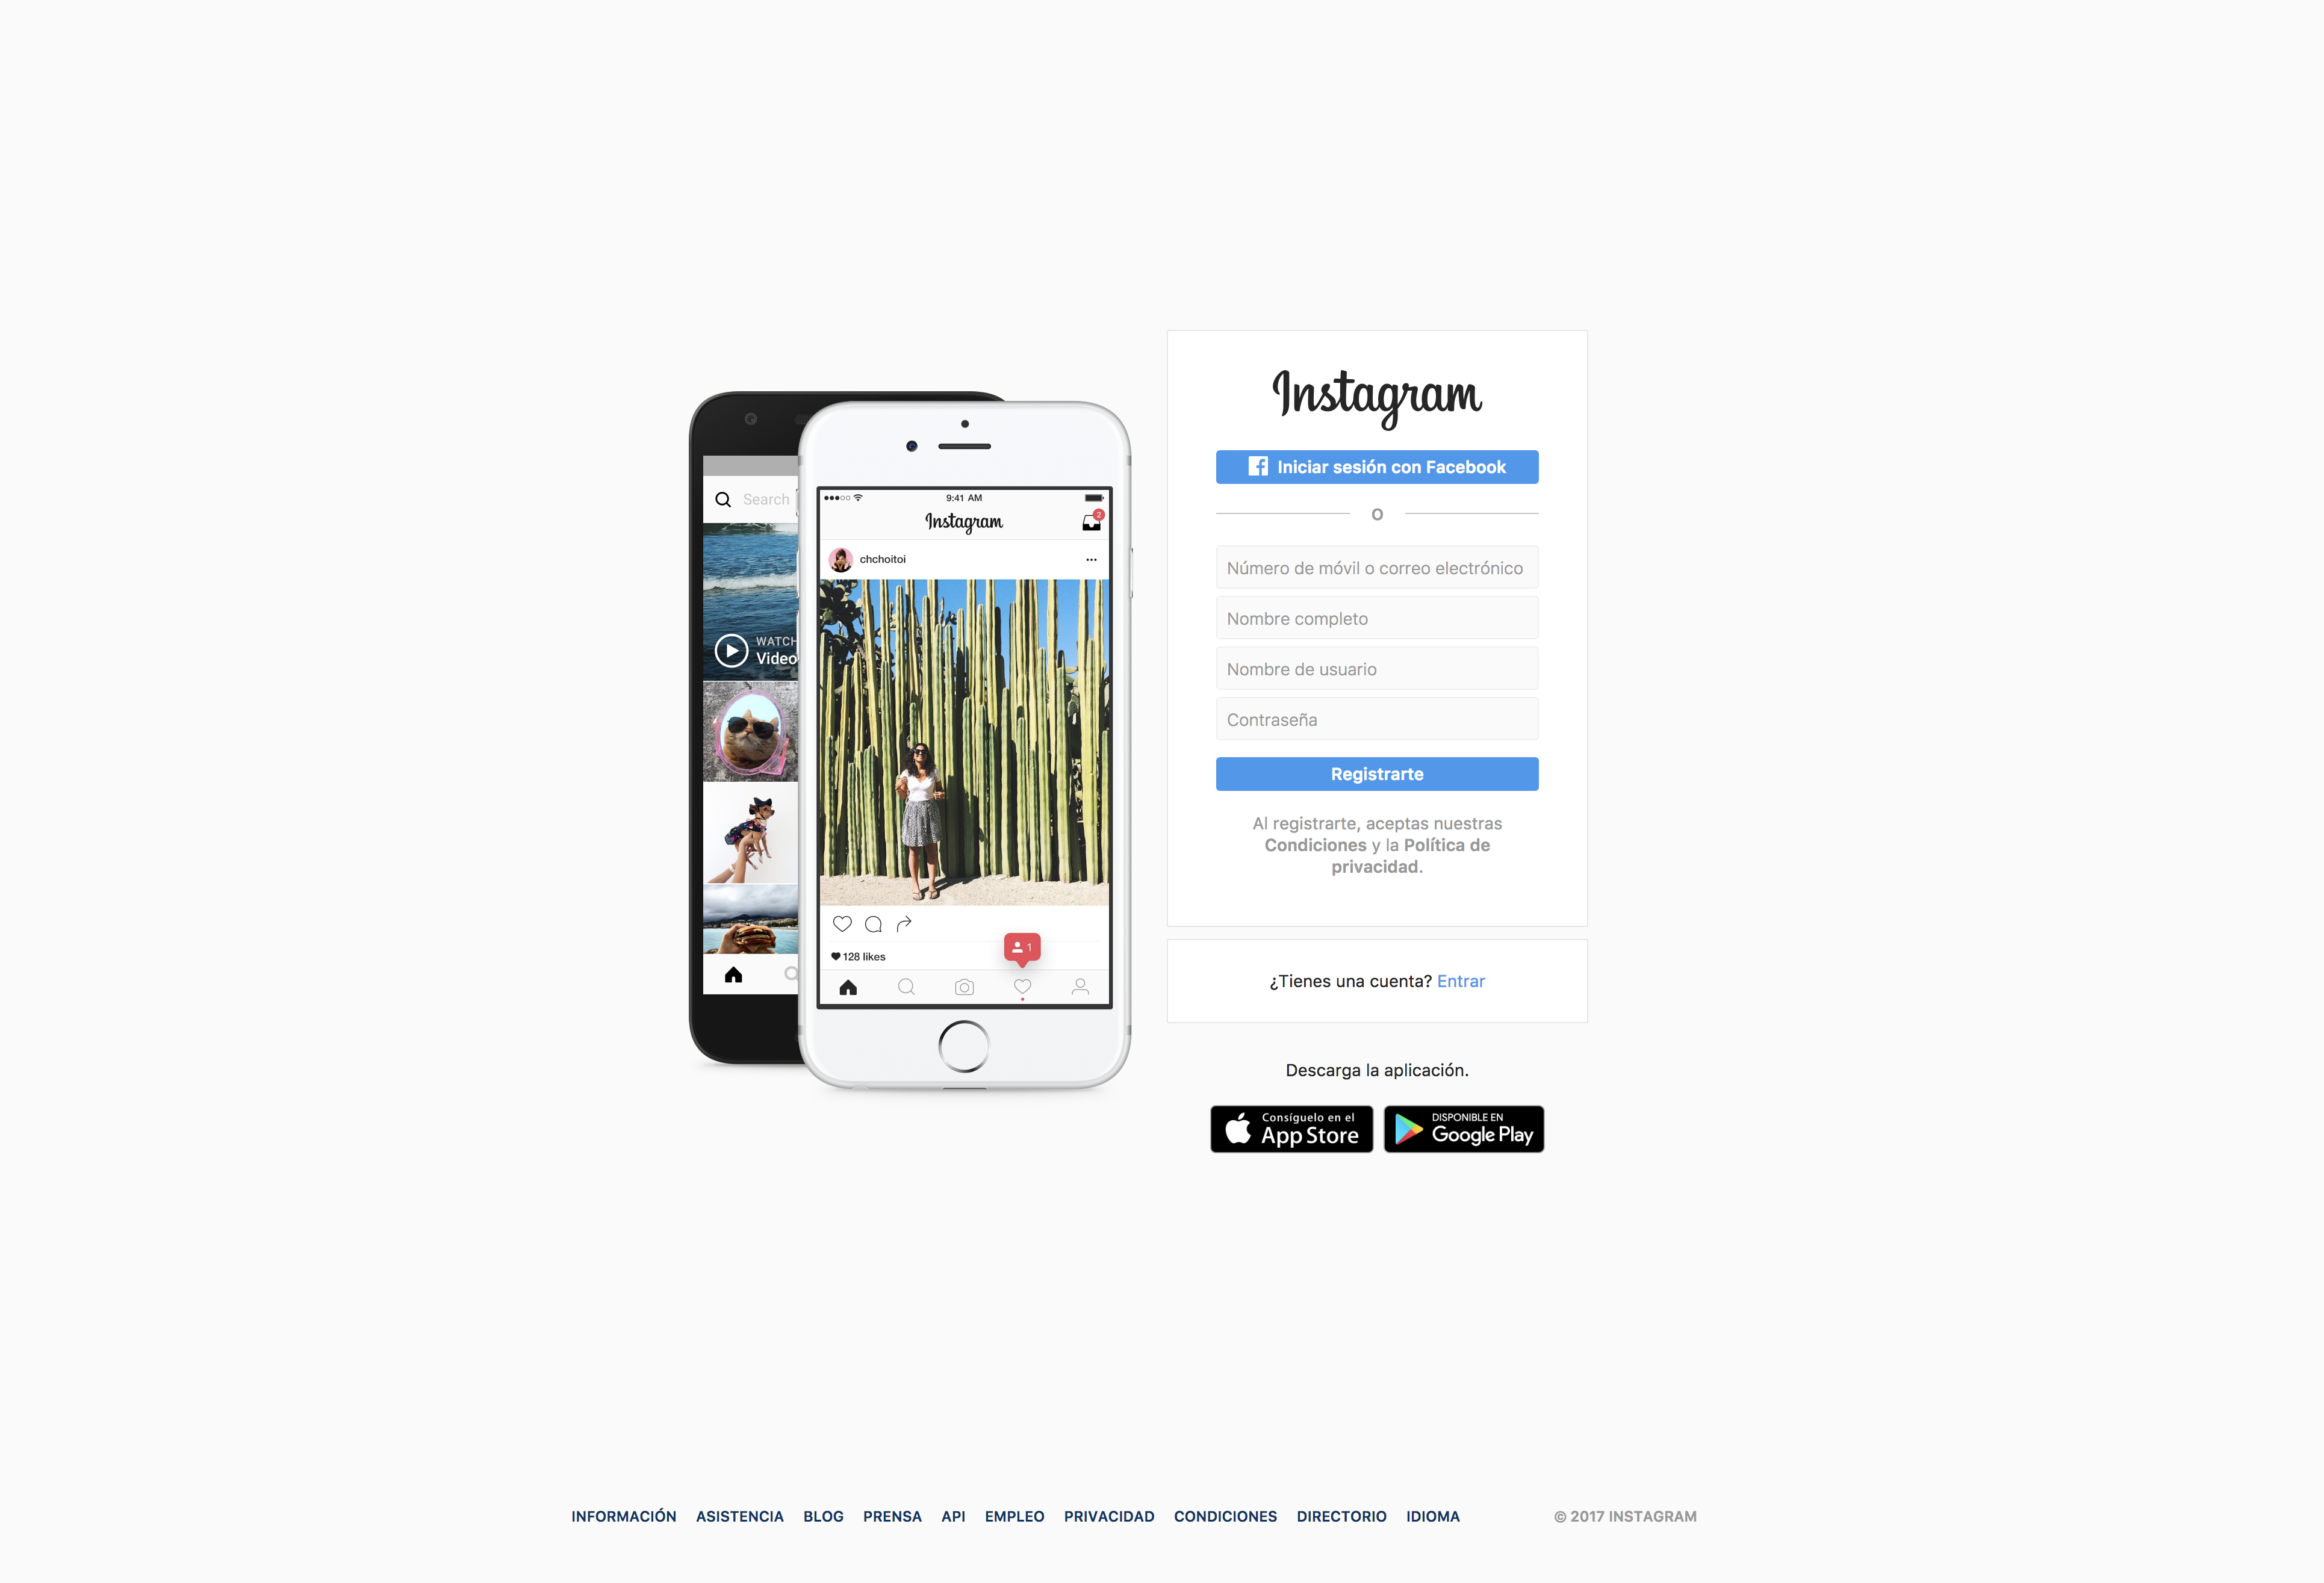 Search
WATCH
Video
9:41 AM
Instagram
2
chchoitoi
128 likes
1
Instagram
Iniciar sesión con Facebook
O
Número de móvil o correo electrónico
Nombre completo
Nombre de usuario
Contraseña
Registrarte
Al registrarte, aceptas nuestras
Condiciones y la Política de
privacidad.
¿Tienes una cuenta? Entrar
Descarga la aplicación.
Consíguelo en el
App Store
DISPONIBLE EN
Google Play
INFORMACIÓN ASISTENCIA BLOG PRENSA API EMPLEO PRIVACIDAD CONDICIONES DIRECTORIO IDIOMA © 2017 INSTAGRAM